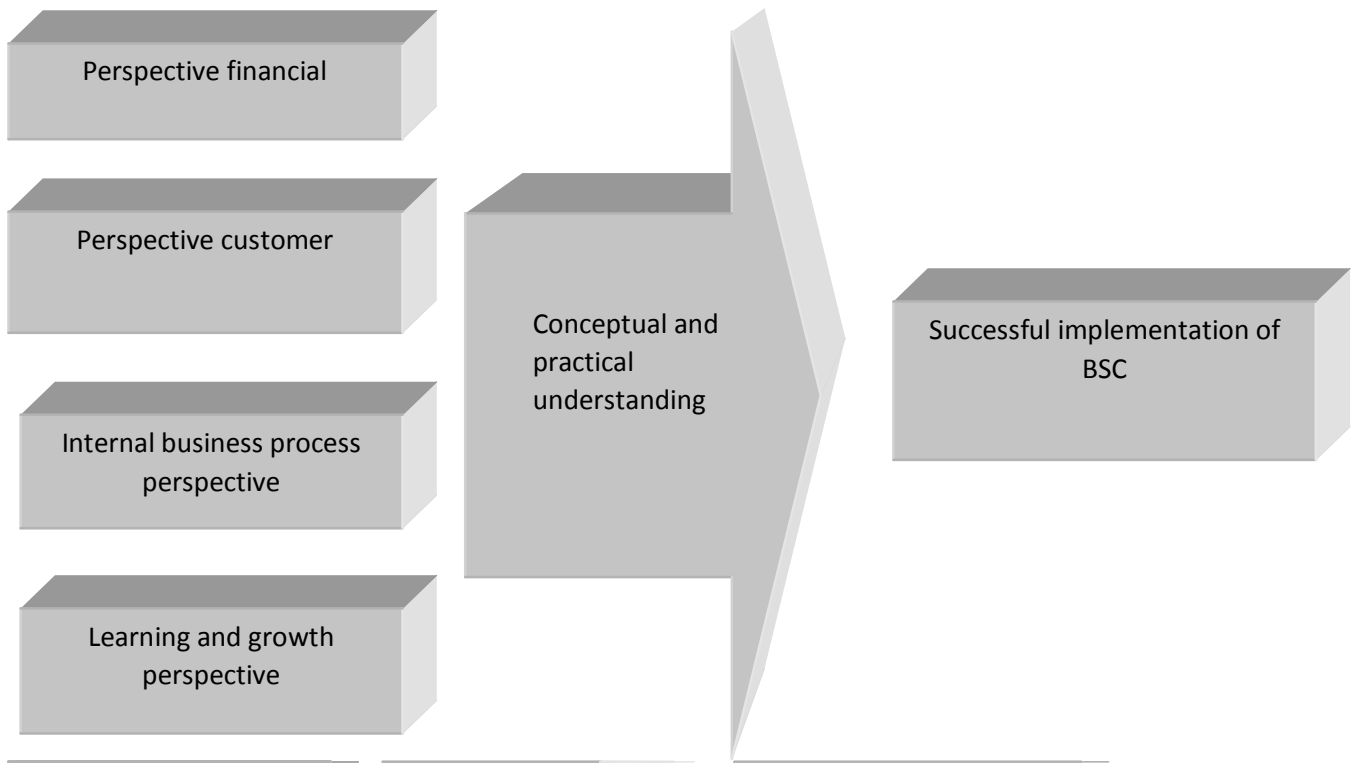 Perspective financial
Perspective customer
Internal business process
perspective
Learning and growth
perspective
Conceptual and
practical
understanding
Successful implementation of
BSC